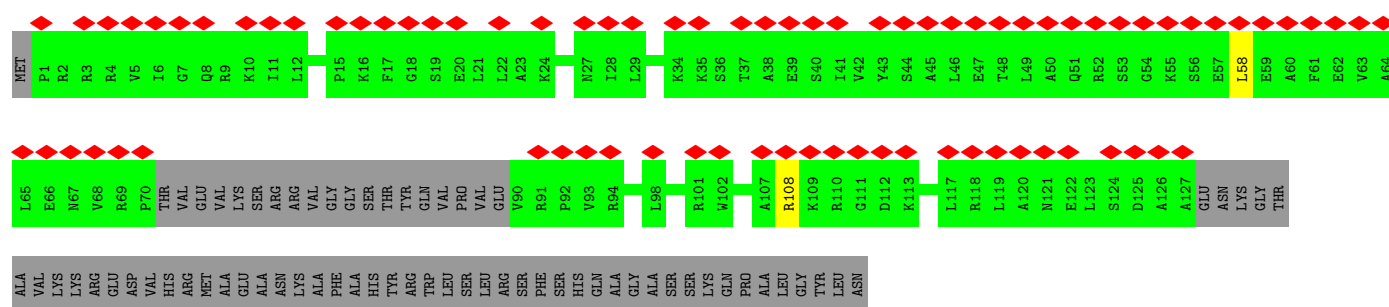 MET P1 R2 R3 R4 V5 I6 G7 Q8 R9 K10 I11 L12 P15 K16 F17 G18 S19 E20 L21 L22 A23 K24 N27 I28 L29 K34 K35 S36 T37 A38 E39 S40 I41 V42 Y43 S44 A45 L46 E47 T48 L49 A50 Q51 R52 S53 G54 K55 S56 E57 L58 E59 A60 F61 E62 V63 A64
L65 E66 N67 V68 R69 P70 THR VAL GLU VAL LYS SER ARG ARG VAL GLY GLY SER THR TYR GLN VAL PRO VAL GLU V90 R91 P92 V93 R94 L98 R101 W102 A107 R108 K109 R110 G111 D112 K113 L117 R118 L119 A120 N121 E122 L123 S124 D125 A126 A127 GLU ASN LYS GLY THR
ALA VAL LYS LYS ARG GLU ASP VAL HIS ARG MET ALA GLU ALA ASN LYS ALA PHE ALA HIS TYR ARG TRP LEU SER LEU ARG SER PHE SER HIS GLN ALA GLY ALA SER SER LYS GLN PRO ALA LEU GLY TYR LEU ASN